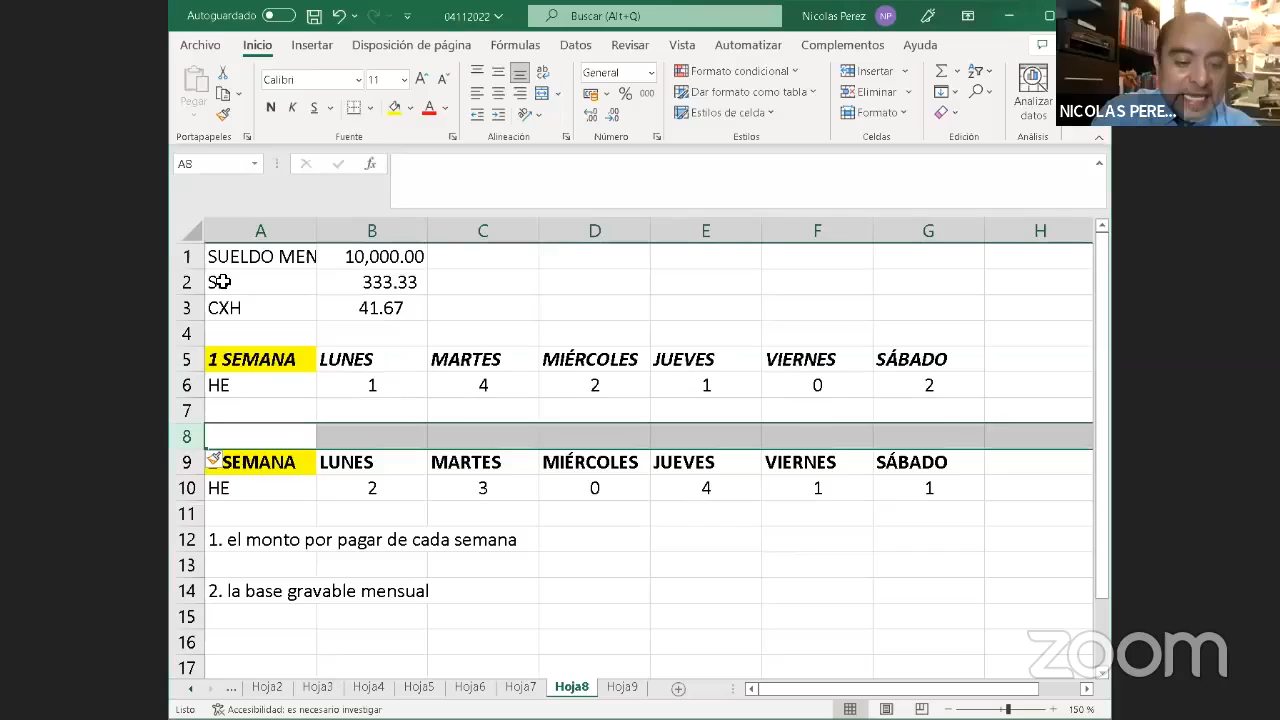 Autoguardado 04112022 Buscar (Alt+Q) Nicolas Perez NP
Archivo Inicio Insertar Disposición de página Fórmulas Datos Revisar Vista Automatizar Complementos Ayuda
Pegar
Calibri 11
N K S
General
% 000
Formato condicional
Dar formato como tabla
Estilos de celda
Insertar
Eliminar
Formato
Analizar
datos
Portapapeles Fuente Alineación Número Estilos Celdas Edición Análisis
NICOLAS PERE...
A8 fx
A B C D E F G H
1 SUELDO MEN 10,000.00
2 S 333.33
3 CXH 41.67
4
5 1 SEMANA LUNES MARTES MIÉRCOLES JUEVES VIERNES SÁBADO
6 HE 1 4 2 1 0 2
7
8
9 SEMANA LUNES MARTES MIÉRCOLES JUEVES VIERNES SÁBADO
10 HE 2 3 0 4 1 1
11
12 1. el monto por pagar de cada semana
13
14 2. la base gravable mensual
15
16
17
zoom
... Hoja2 Hoja3 Hoja4 Hoja5 Hoja6 Hoja7 Hoja8 Hoja9
Listo Accesibilidad: es necesario investigar 150 %